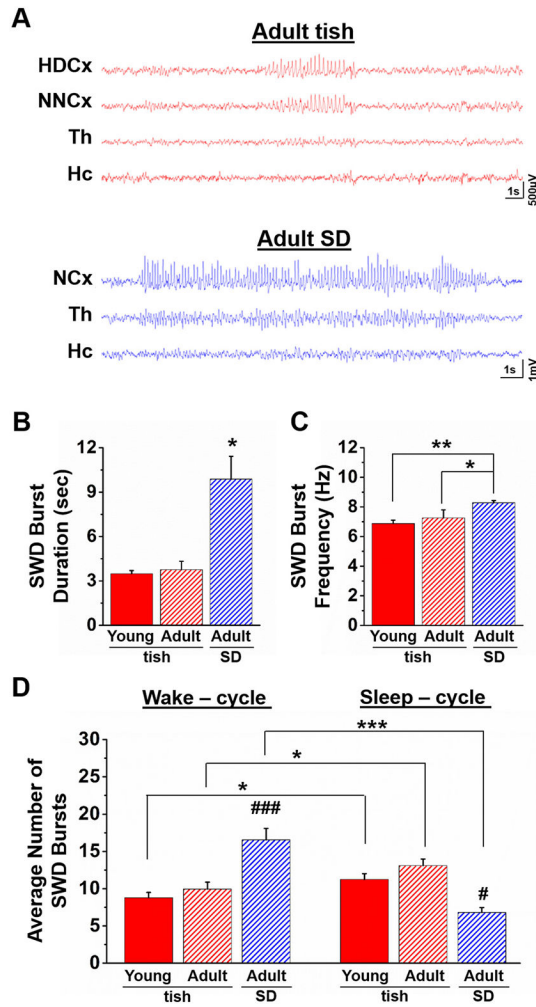 A
Adult tish
HDCx
NNCx
Th
Hc
1s
500uV
Adult SD
NCx
Th
Hc
1s
1mV
B
SWD Burst
Duration (sec)
12
9
6
3
0
*
Young Adult Adult
tish SD
C
SWD Burst
Frequency (Hz)
12
10
8
6
4
2
0
**
*
Young Adult Adult
tish SD
D
Wake – cycle Sleep – cycle
Average Number of
SWD Bursts
30
25
20
15
10
5
0
***
*
*
###
#
Young Adult Adult Young Adult Adult
tish SD tish SD